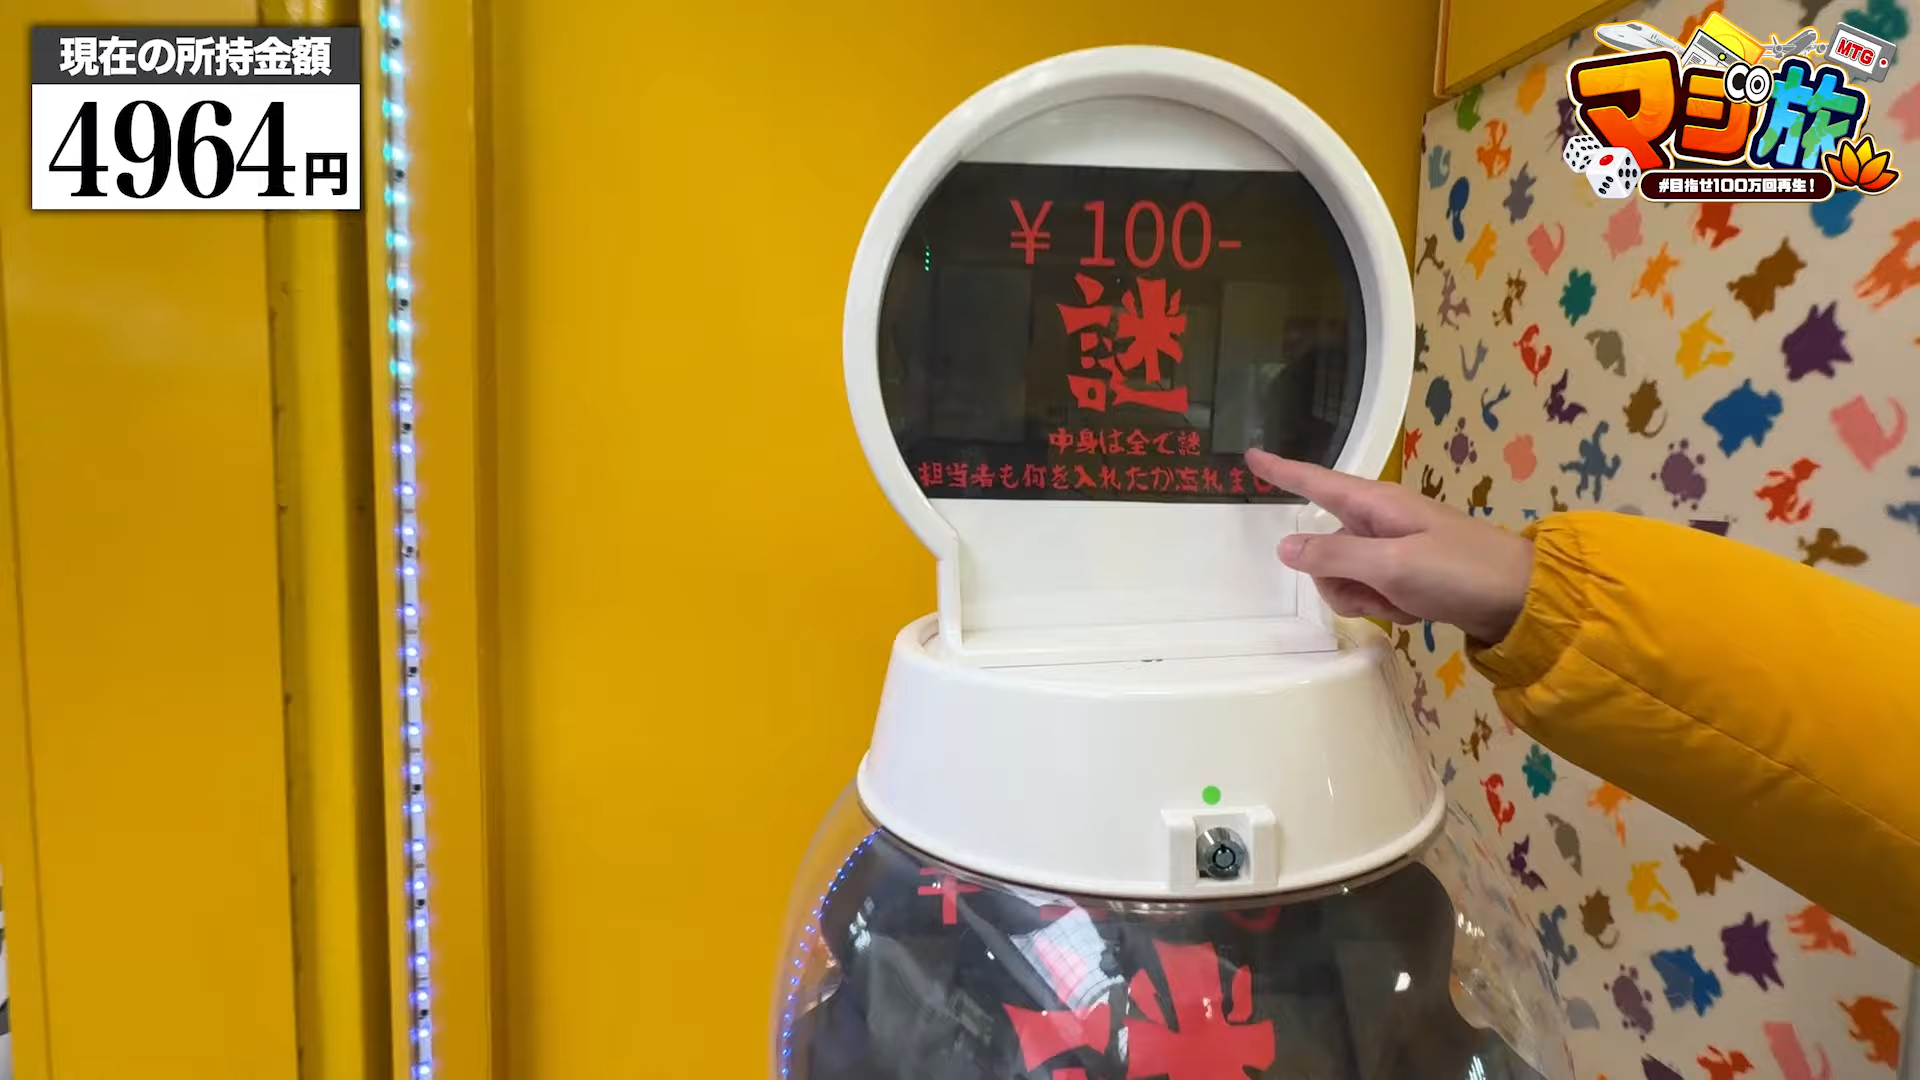 現在の所持金額
4964円
MTG
マジ旅
#目指せ100万回再生!
¥100-
謎
中身は全て謎
担当者も何を入れたか忘れまし
謎